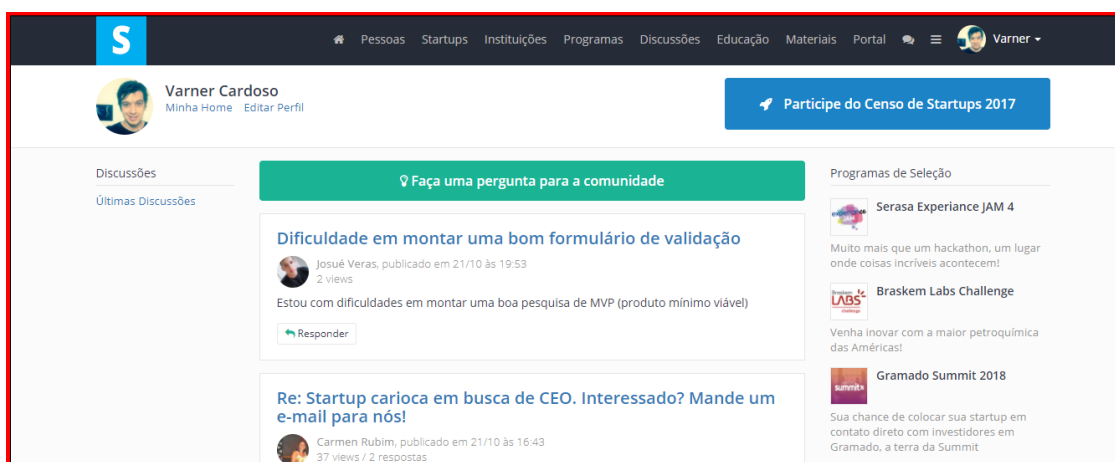 S
Pessoas Startups Instituições Programas Discussões Educação Materiais Portal Varner
Varner Cardoso
Minha Home Editar Perfil
Participe do Censo de Startups 2017
Discussões
Últimas Discussões
Faça uma pergunta para a comunidade
Dificuldade em montar uma bom formulário de validação
Josué Veras, publicado em 21/10 às 19:53
2 views
Estou com dificuldades em montar uma boa pesquisa de MVP (produto mínimo viável)
Responder
Re: Startup carioca em busca de CEO. Interessado? Mande um
e-mail para nós!
Carmen Rubim, publicado em 21/10 às 16:43
37 views / 2 respostas
Programas de Seleção
Serasa Experiance JAM 4
Muito mais que um hackathon, um lugar
onde coisas incríveis acontecem!
Braskem
LABS
challenge
Braskem Labs Challenge
Venha inovar com a maior petroquímica
das Américas!
summit
Gramado Summit 2018
Sua chance de colocar sua startup em
contato direto com investidores em
Gramado, a terra da Summit